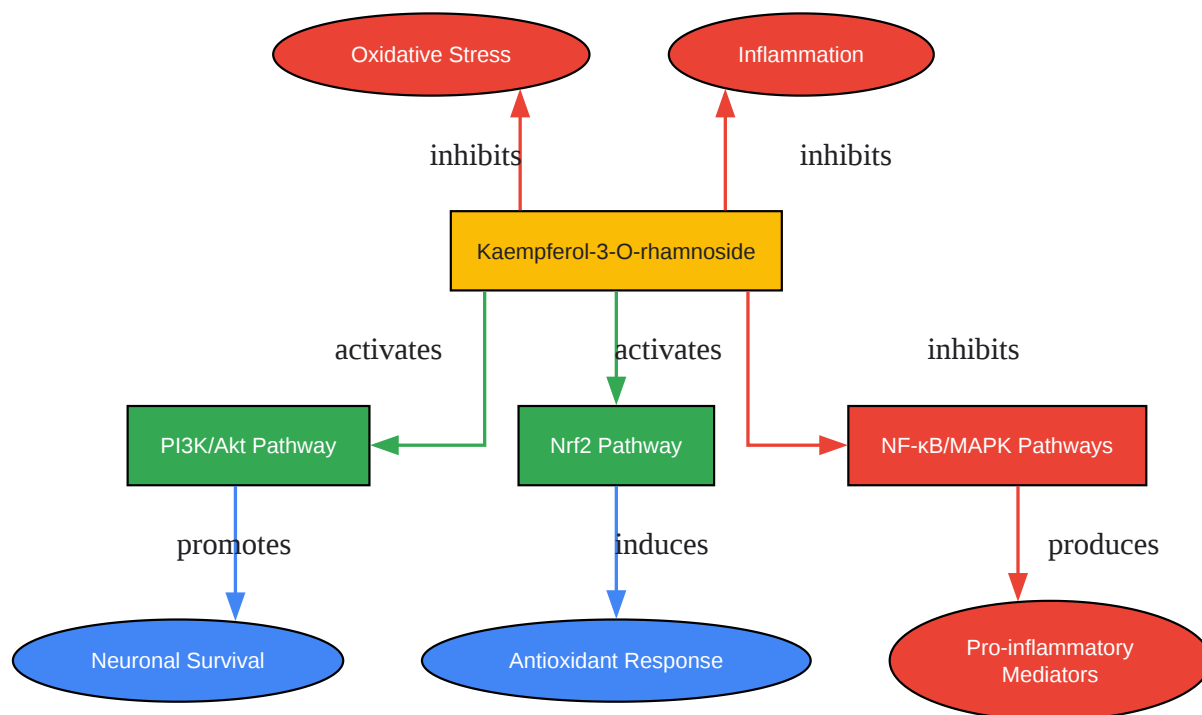 Oxidative Stress
Inflammation
inhibits
inhibits
Kaempferol-3-O-rhamnoside
activates
activates
inhibits
PI3K/Akt Pathway
Nrf2 Pathway
NF-κB/MAPK Pathways
promotes
induces
produces
Neuronal Survival
Antioxidant Response
Pro-inflammatory
Mediators